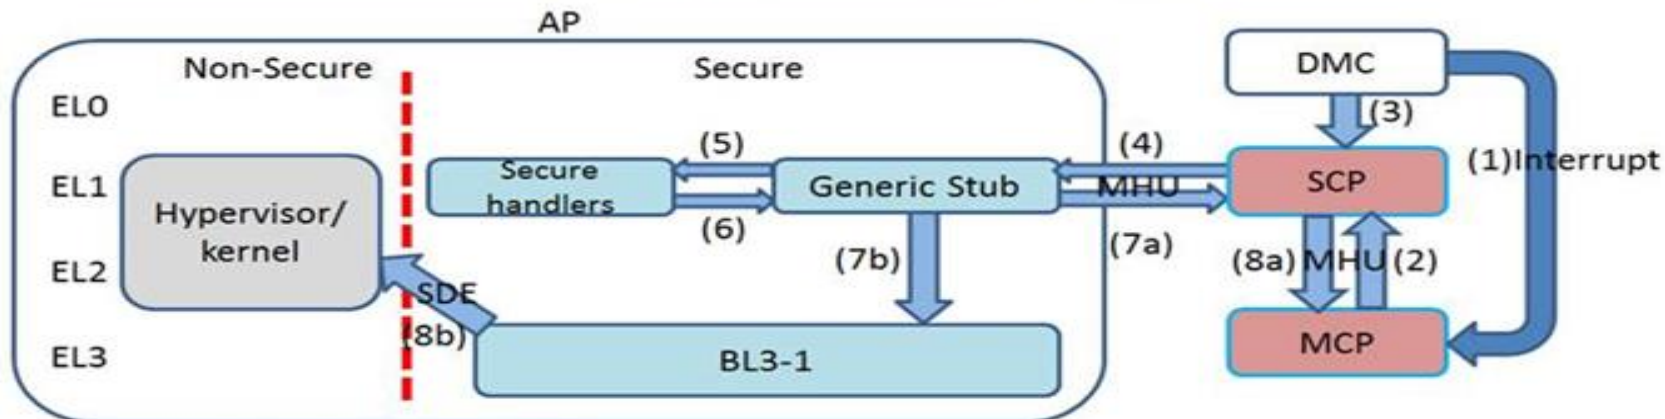 AP
Non-Secure
Secure
DMC
EL0
(3)
(5)
(4)
(1)Interrupt
Secure
handlers
Generic Stub
MHU
SCP
EL1
Hypervisor/
kernel
(6)
(7a)
(7b)
(8a)
MHU
(2)
EL2
SDE
(8b)
MCP
EL3
BL3-1